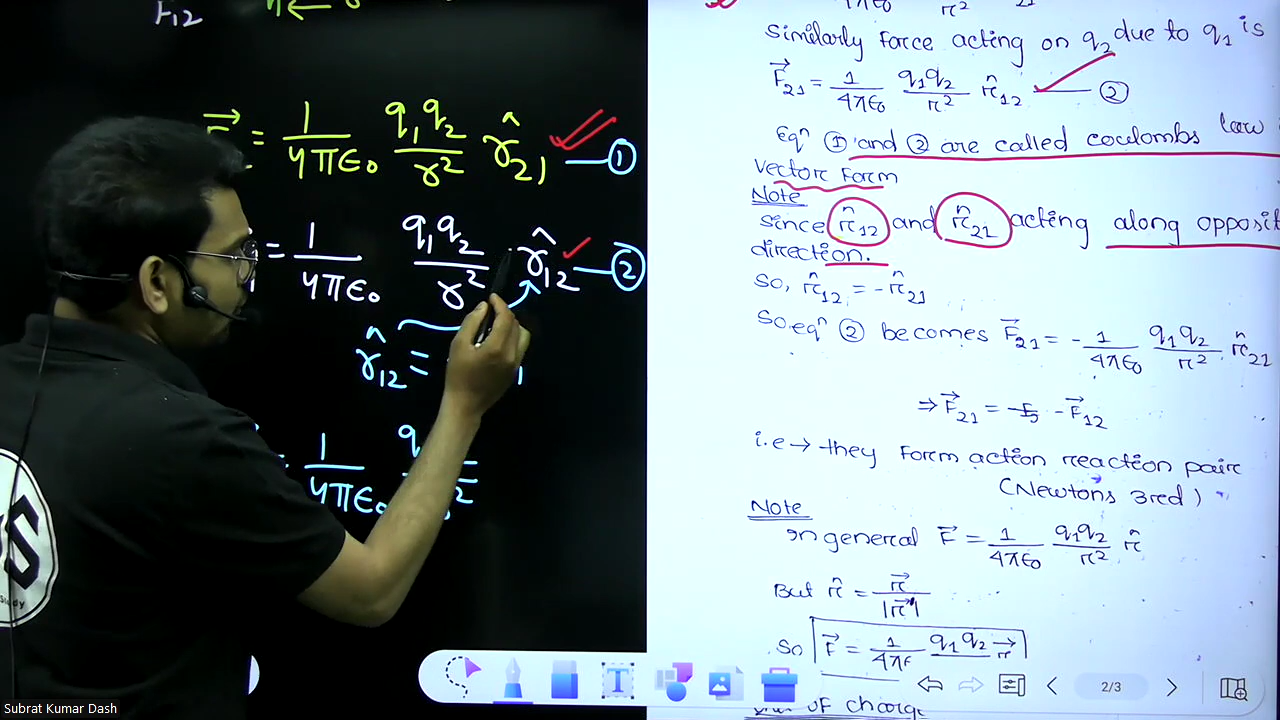 F₁₂
= 1/4πε₀ q₁q₂/r² r̂₂₁ — ①
= 1/4πε₀ q₁q₂/r² r̂₁₂ — ②
r̂₁₂ =
= 1/4πε₀
Similarly Force acting on q₂ due to q₁ is
F⃗₂₁ = 1/4πε₀ q₁q₂/r² r̂₁₂ — ②
Eqⁿ ① and ② are called coulombs law
Vector Form
Note
Since r̂₁₂ and r̂₂₁ acting along opposit
direction.
So, r̂₁₂ = -r̂₂₁
So eqⁿ ② becomes F⃗₂₁ = - 1/4πε₀ q₁q₂/r² r̂₂₁
⇒ F⃗₂₁ = -F⃗₁₂
i.e → they Form action reaction pair
(Newtons 3rd)
Note
In general F⃗ = 1/4πε₀ q₁q₂/r² r̂
But r̂ = r⃗/|r⃗|
So F⃗ = 1/4πε q₁q₂ r⃗
of charge
2/3
T
Subrat Kumar Dash